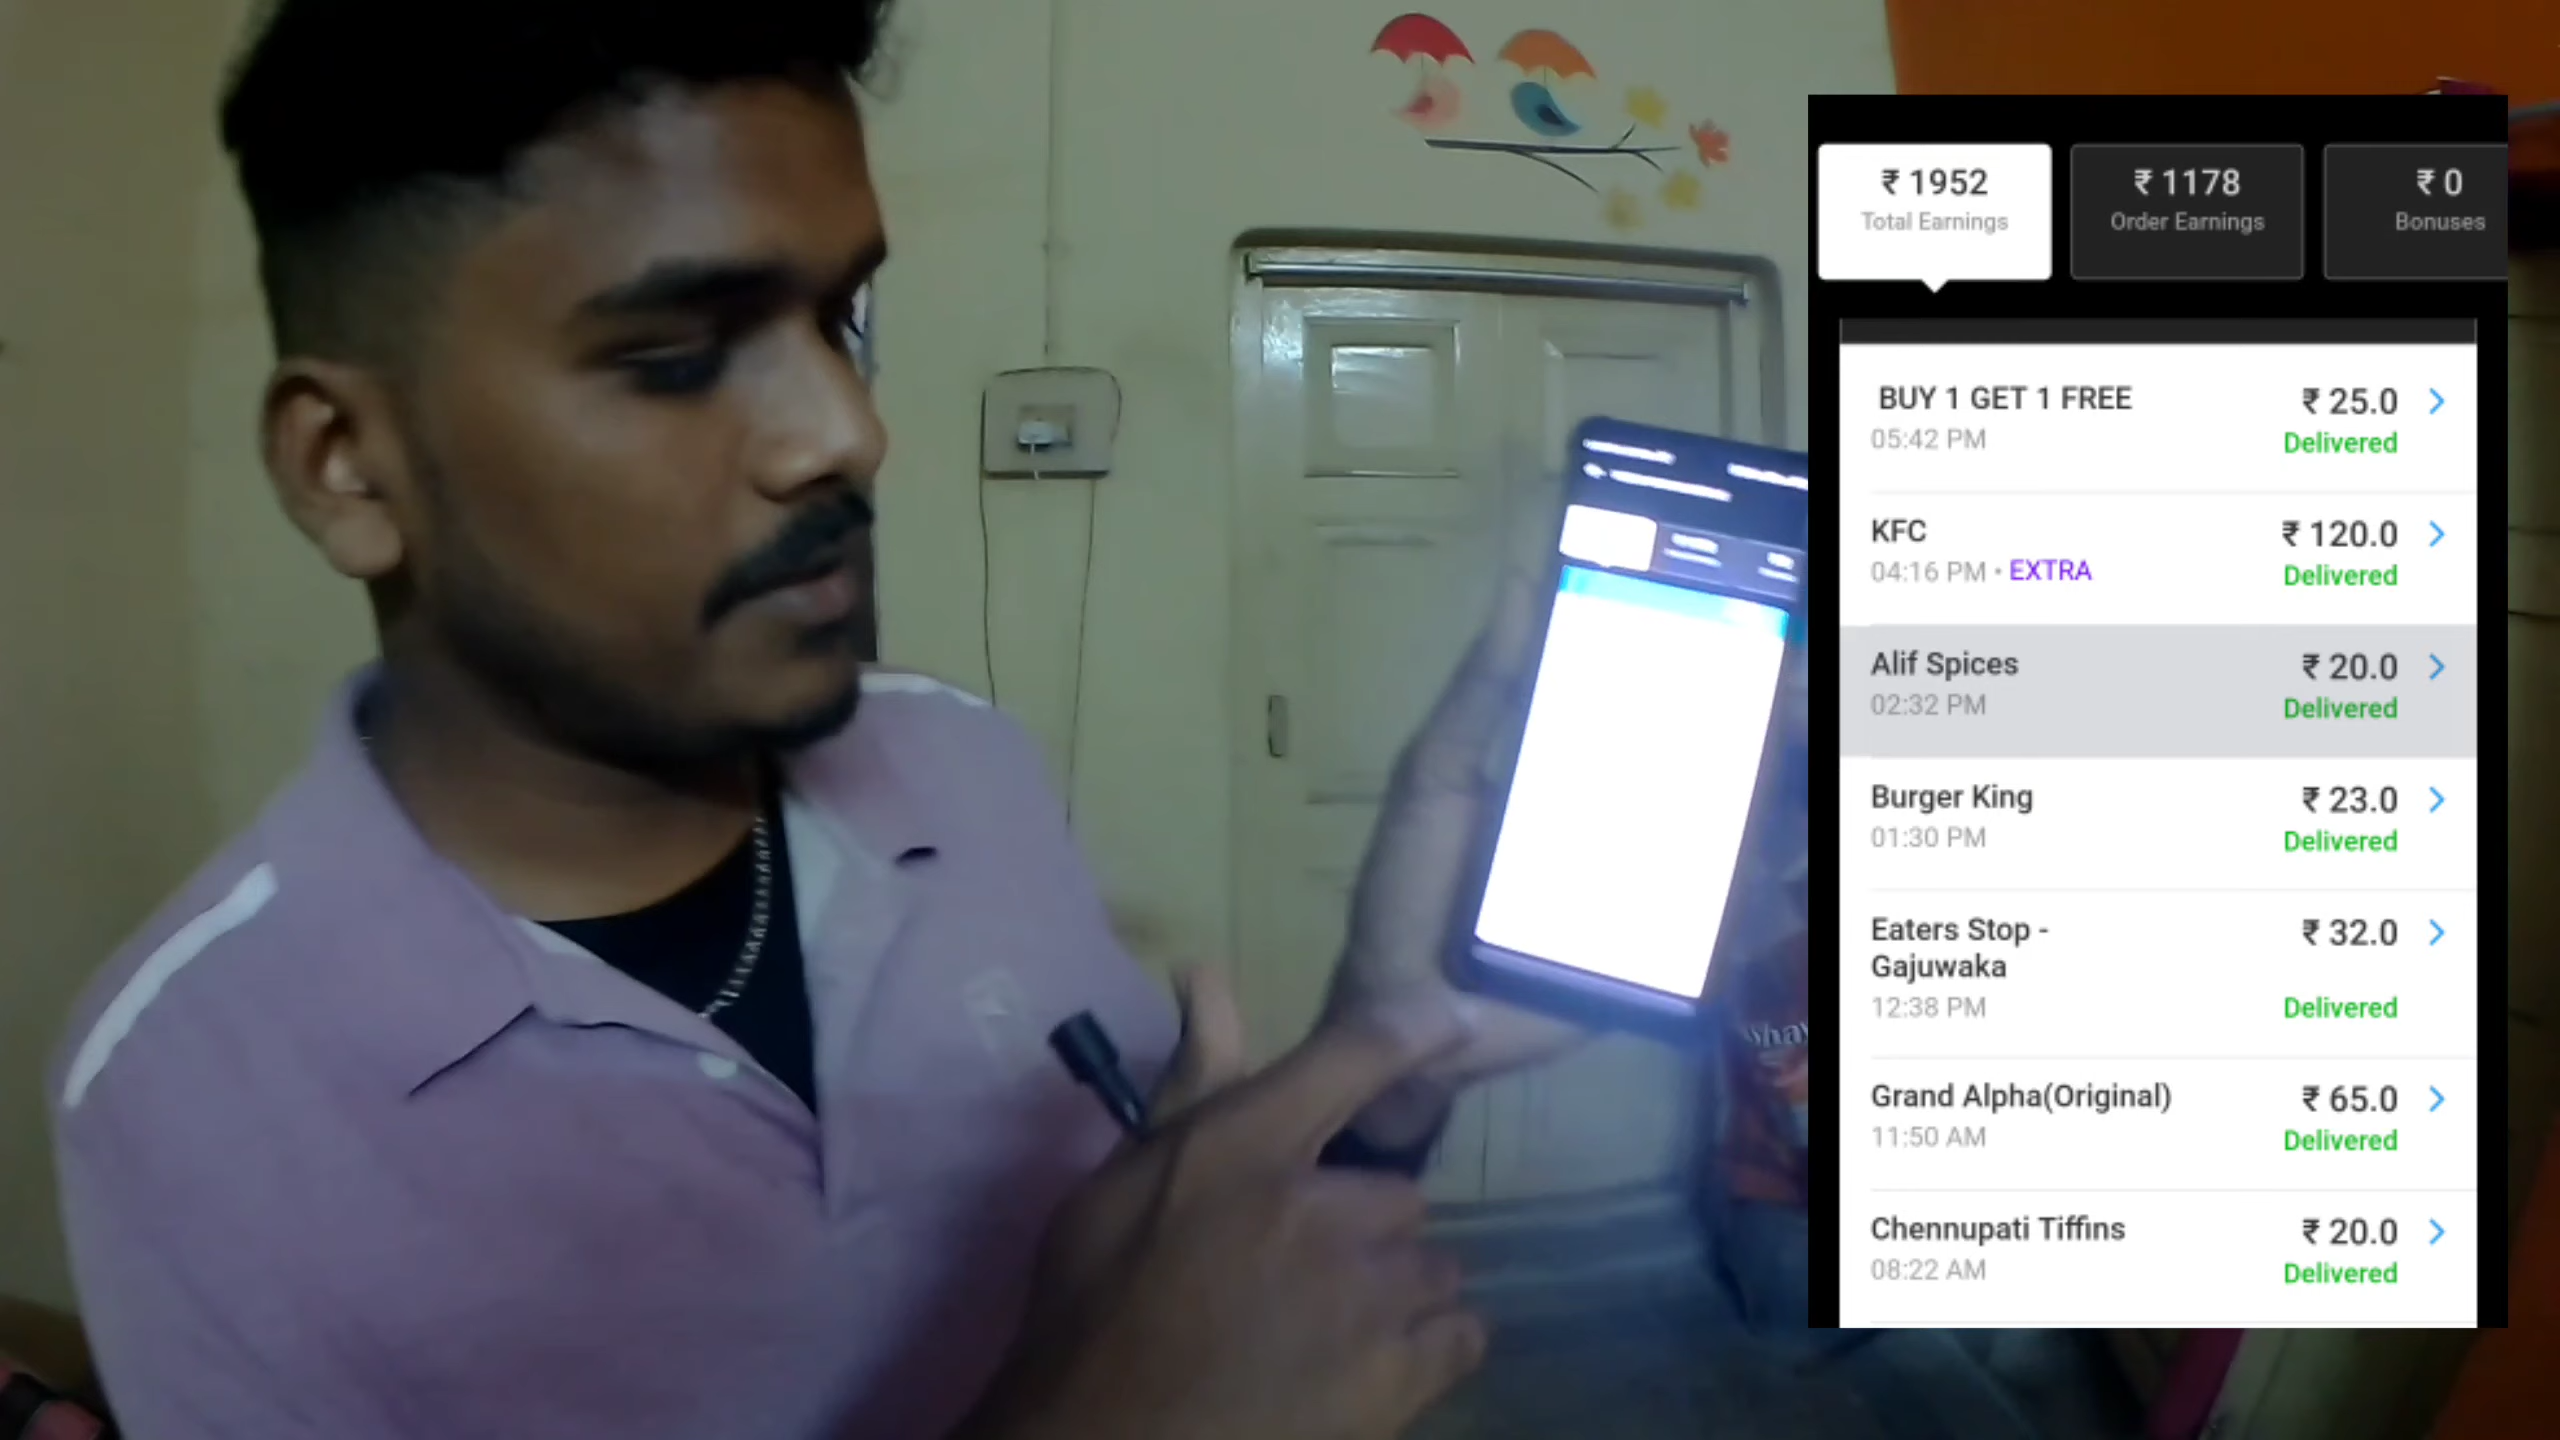 ₹ 1952
Total Earnings
₹ 1178
Order Earnings
₹ 0
Bonuses
BUY 1 GET 1 FREE
₹ 25.0
05:42 PM
Delivered
KFC
₹ 120.0
04:16 PM • EXTRA
Delivered
Alif Spices
₹ 20.0
02:32 PM
Delivered
Burger King
₹ 23.0
01:30 PM
Delivered
Eaters Stop -
Gajuwaka
₹ 32.0
12:38 PM
Delivered
Grand Alpha(Original)
₹ 65.0
11:50 AM
Delivered
Chennupati Tiffins
₹ 20.0
08:22 AM
Delivered